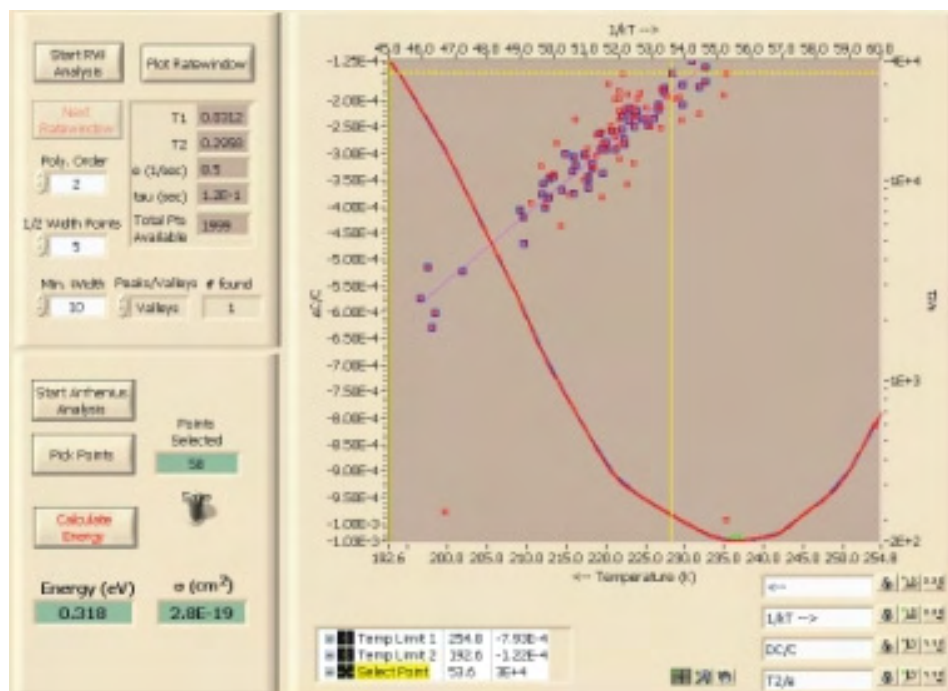 Start RW Analysis
Plot Ratewindow
Next Ratewindow
T1 0.8312
T2 0.2958
e (1/sec) 0.5
tau (sec) 1.2E-1
Total Pts Available 1999
Poly. Order
2
1/2 Width Points
5
Min. Width Peaks/Valleys # found
10 Valleys 1
Start Arrhenius Analysis
Pick Points
Points Selected
58
Calculate Energy
Energy (eV) σ (cm²)
0.318 2.8E-19
1/kT -->
45.0 46.0 47.0 48.0 49.0 50.0 51.0 52.0 53.0 54.0 55.0 56.0 57.0 58.0 59.0 60.0
-1.25E-4
-2.00E-4
-2.50E-4
-3.00E-4
-3.50E-4
-4.00E-4
-4.50E-4
-5.00E-4
-5.50E-4
-6.00E-4
-6.50E-4
-7.00E-4
-7.50E-4
-8.00E-4
-8.50E-4
-9.00E-4
-9.50E-4
-1.00E-3
-1.03E-3
ΔC/C
-4E+4
-1E+4
-1E+3
-2E+2
192.6 200.0 205.0 210.0 215.0 220.0 225.0 230.0 235.0 240.0 245.0 250.0 254.8
<-- Temperature (K)
Temp Limit 1 254.8 -7.93E-4
Temp Limit 2 192.6 -1.22E-4
Select Point 53.6 3E+4
<--
1/kT -->
DC/C